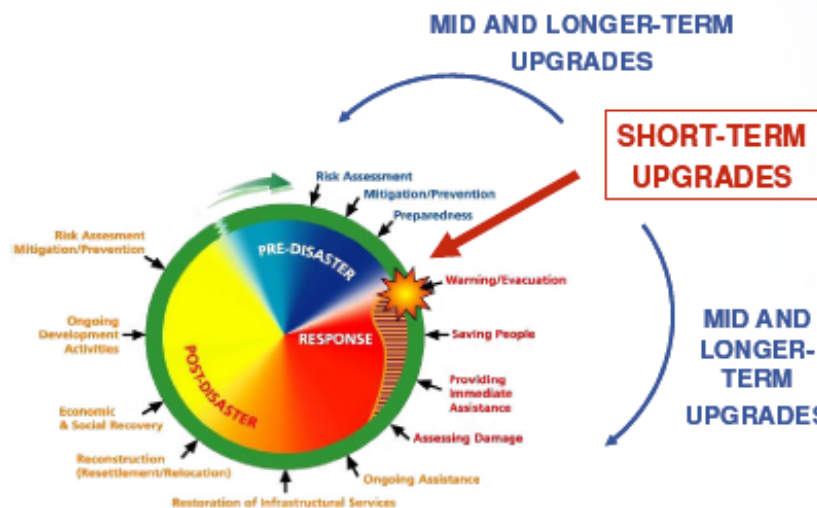 MID AND LONGER-TERM
UPGRADES
SHORT-TERM
UPGRADES
Risk Assessment
Mitigation/Prevention
Preparedness
Risk Assesment
Mitigation/Prevention
PRE-DISASTER
Warning/Evacuation
Ongoing
Development
Activities
RESPONSE
Saving People
MID AND
LONGER-
TERM
UPGRADES
POST-DISASTER
Providing
Immediate
Assistance
Economic
& Social Recovery
Assessing Damage
Reconstruction
(Resettlement/Relocation)
Ongoing Assistance
Restoration of Infrastructural Services